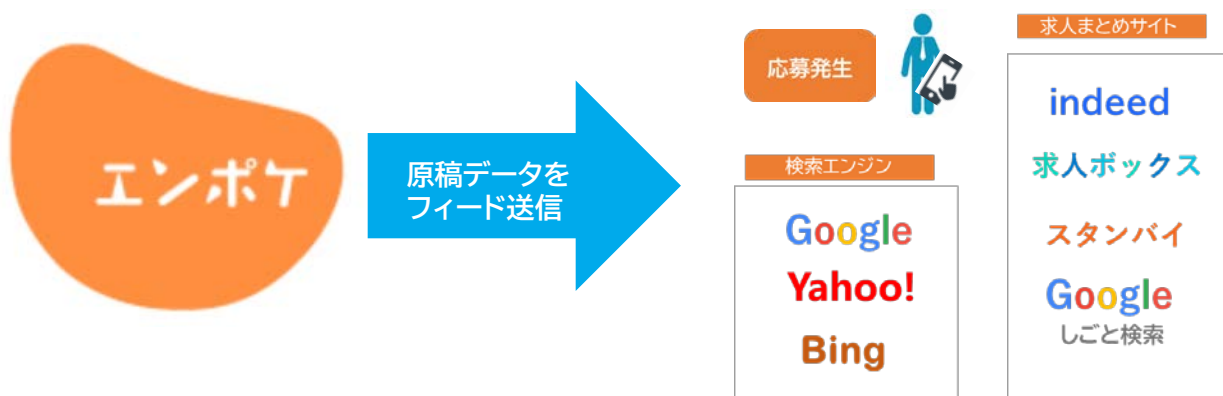 エンポケ
原稿データを
フィード送信
応募発生
検索エンジン
Google
Yahoo!
Bing
求人まとめサイト
indeed
求人ボックス
スタンバイ
Google
しごと検索